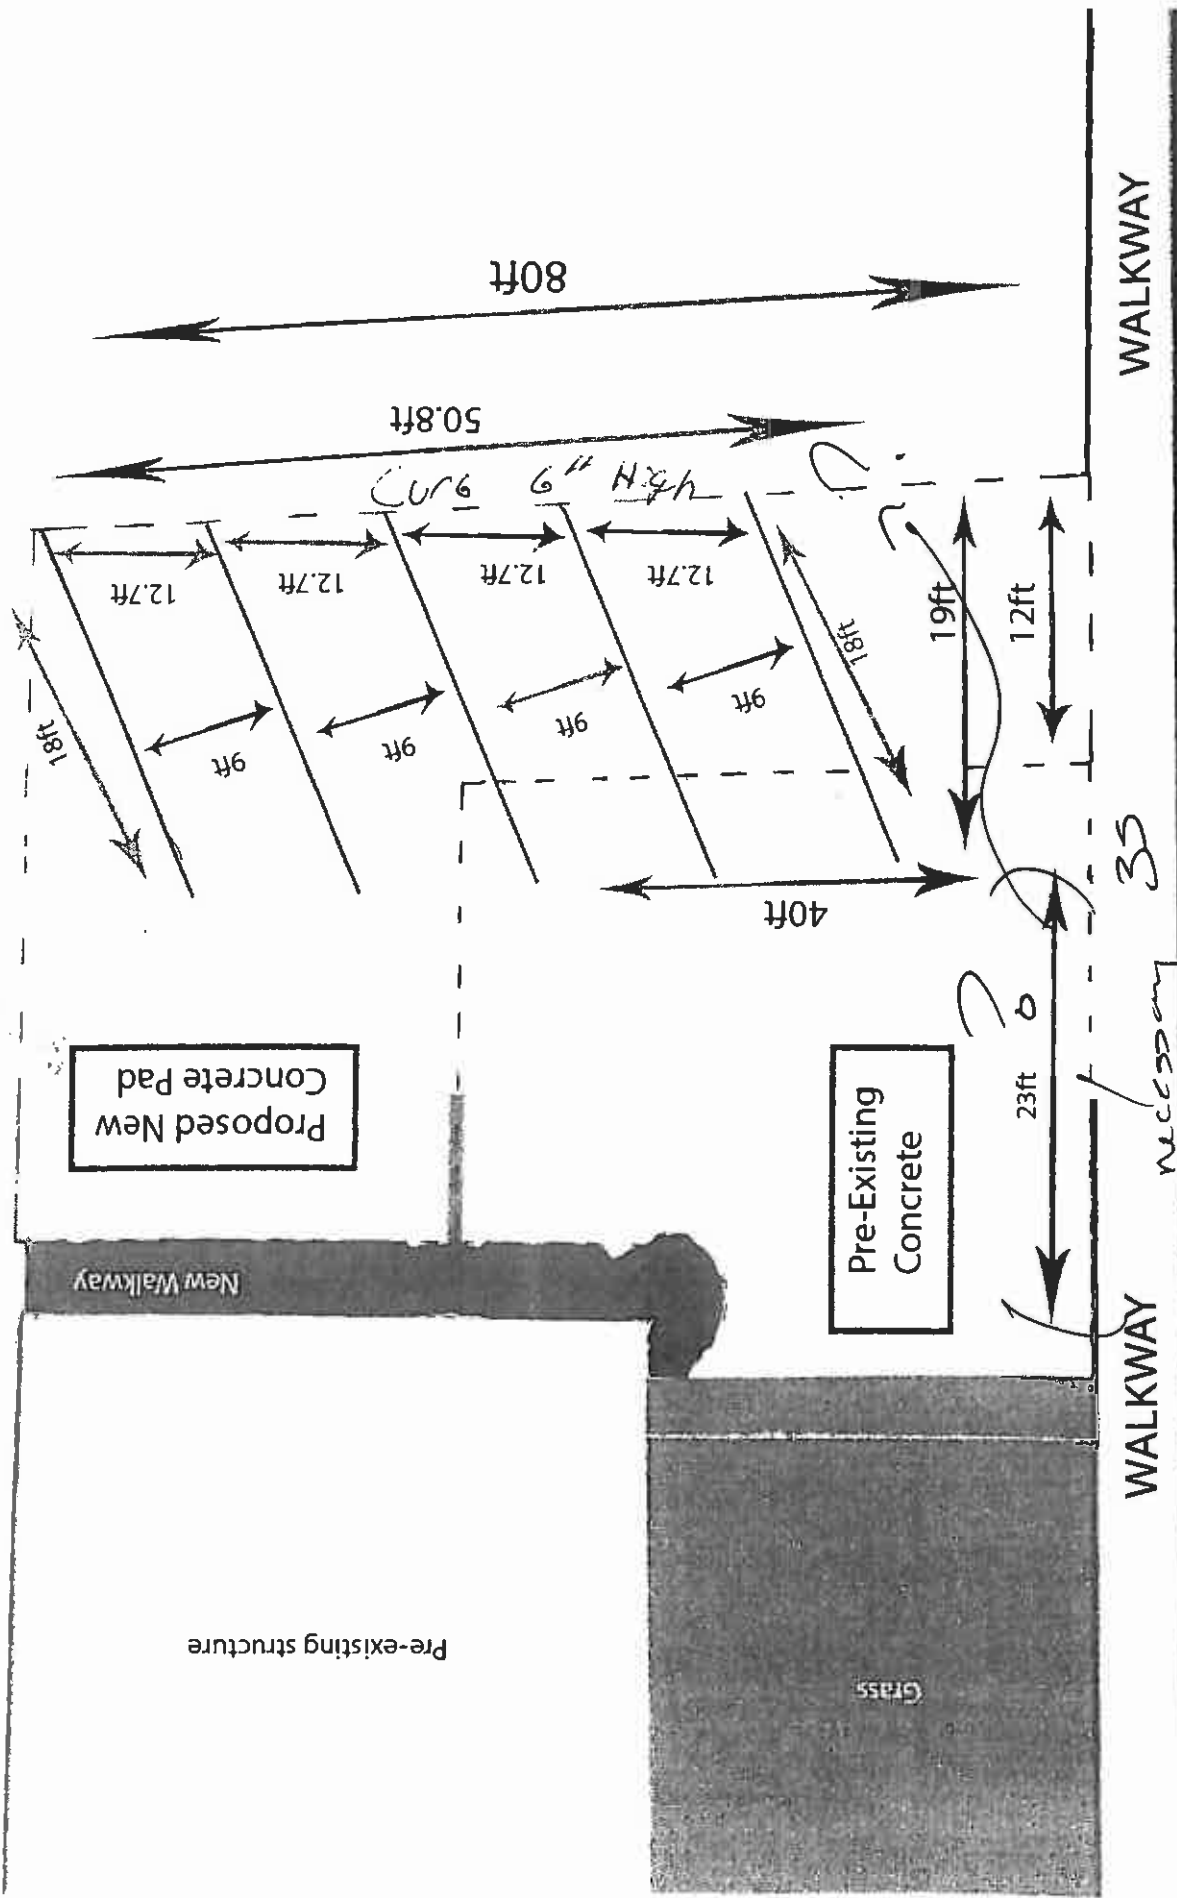 80ft
50.8ft
6" Curb
12.7ft
12.7ft
12.7ft
12.7ft
18ft
9ft
9ft
9ft
9ft
18ft
19ft
12ft
40ft
23ft
35
necessary
Proposed New
Concrete Pad
Pre-Existing
Concrete
New Walkway
Pre-existing structure
Grass
WALKWAY
WALKWAY